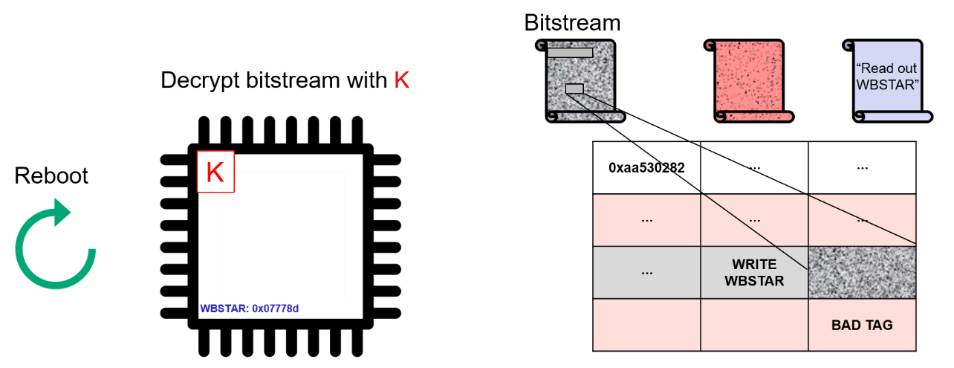 Bitstream
Decrypt bitstream with K
"Read out
WBSTAR"
Reboot
K
0xaa530282
...
...
...
...
...
...
WRITE
WBSTAR
WBSTAR: 0x07778d
BAD TAG